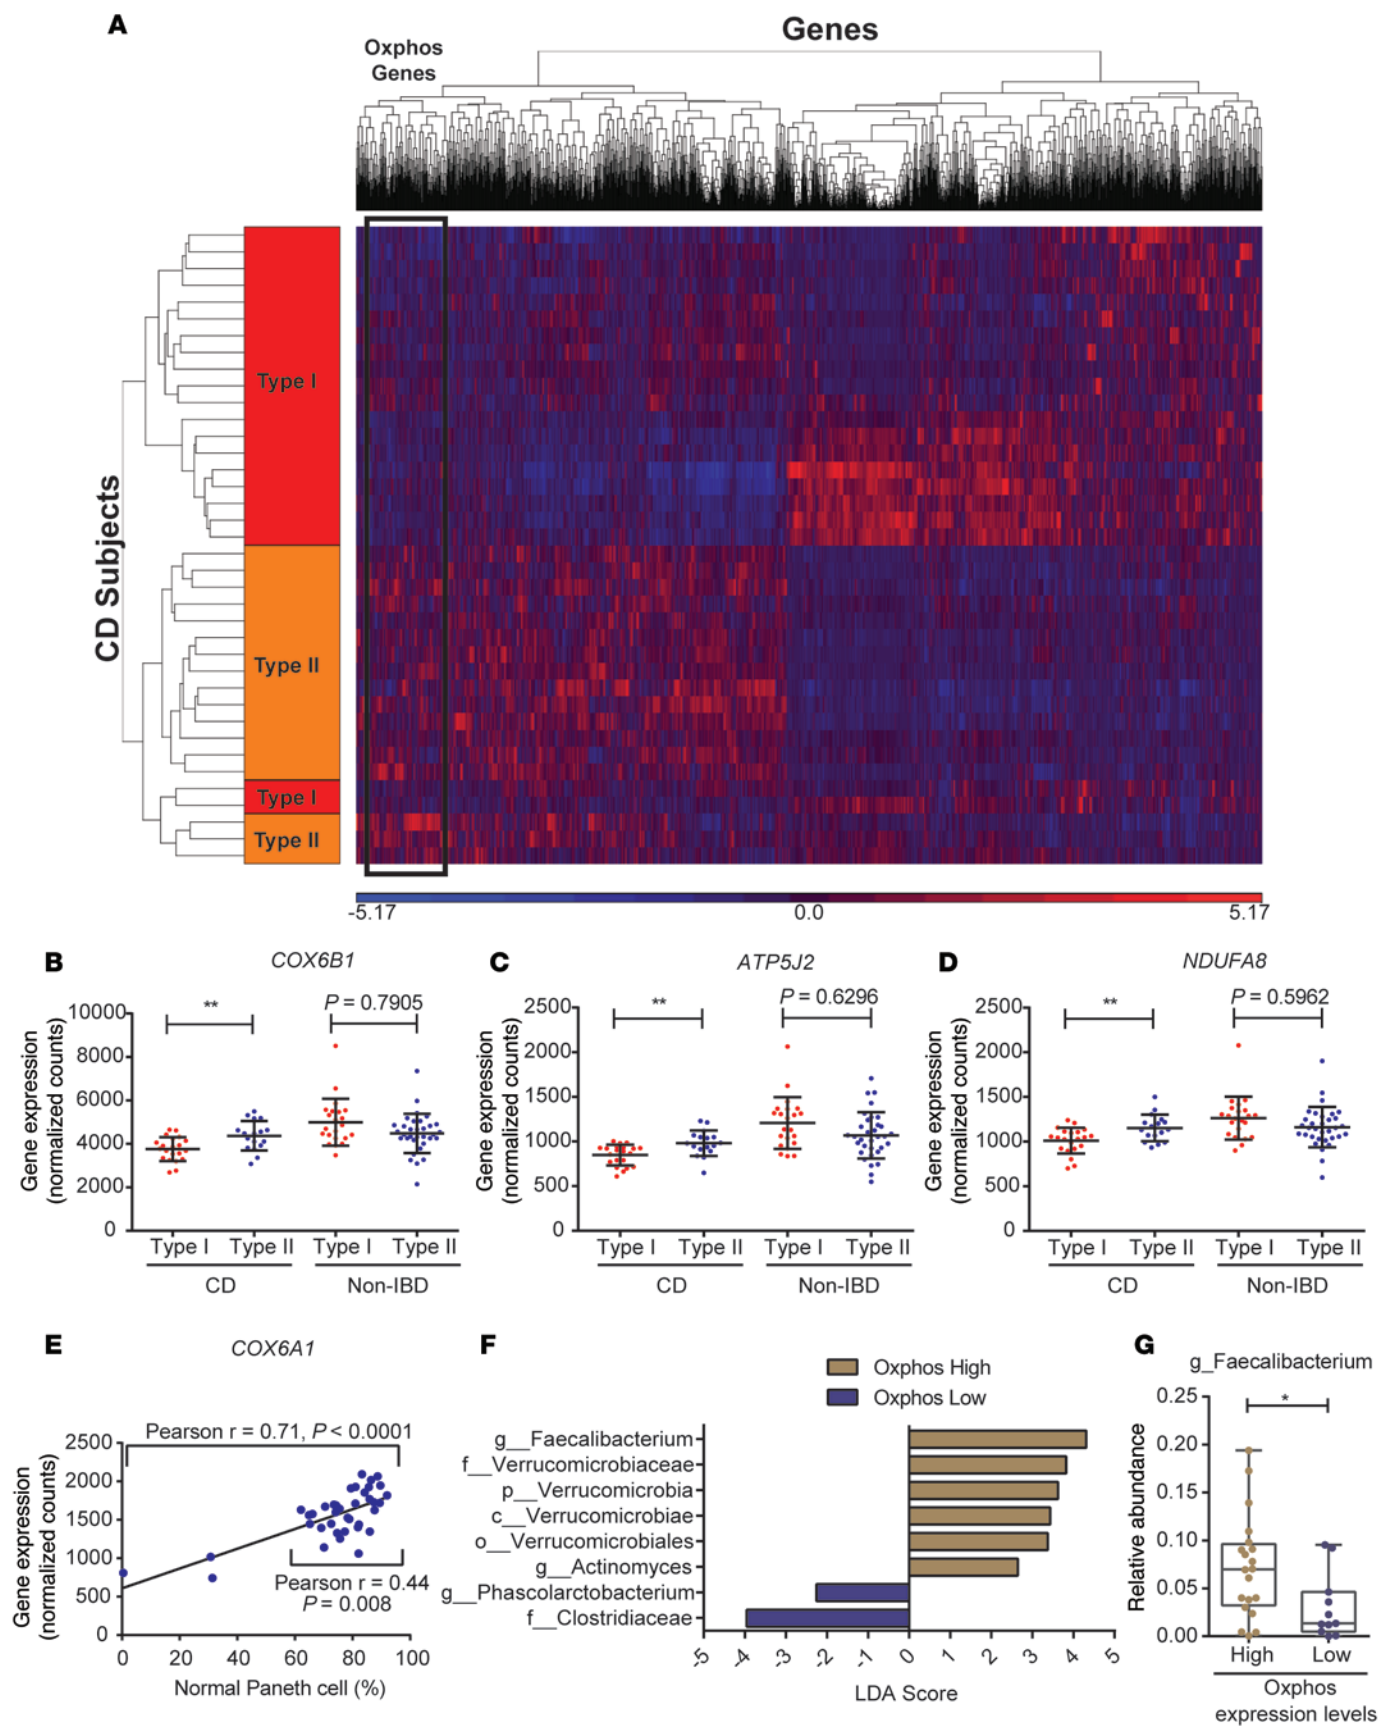 A
Genes
Oxphos
Genes
CD Subjects
Type I
Type II
Type I
Type II
-5.17
0.0
5.17
B
COX6B1
Gene expression
(normalized counts)
10000
8000
6000
4000
2000
0
**
P = 0.7905
Type I
Type II
Type I
Type II
CD
Non-IBD
C
ATP5J2
Gene expression
(normalized counts)
2500
2000
1500
1000
500
0
**
P = 0.6296
Type I
Type II
Type I
Type II
CD
Non-IBD
D
NDUFA8
Gene expression
(normalized counts)
2500
2000
1500
1000
500
0
**
P = 0.5962
Type I
Type II
Type I
Type II
CD
Non-IBD
E
COX6A1
Gene expression
(normalized counts)
Pearson r = 0.71, P < 0.0001
2500
2000
1500
1000
500
0
Pearson r = 0.44
P = 0.008
0
20
40
60
80
100
Normal Paneth cell (%)
F
Oxphos High
Oxphos Low
g__Faecalibacterium
f__Verrucomicrobiaceae
p__Verrucomicrobia
c__Verrucomicrobiae
o__Verrucomicrobiales
g__Actinomyces
g__Phascolarctobacterium
f__Clostridiaceae
-5
-4
-3
-2
-1
0
1
2
3
4
5
LDA Score
G
g_Faecalibacterium
Relative abundance
0.25
0.20
0.15
0.10
0.05
0.00
*
High
Low
Oxphos
expression levels